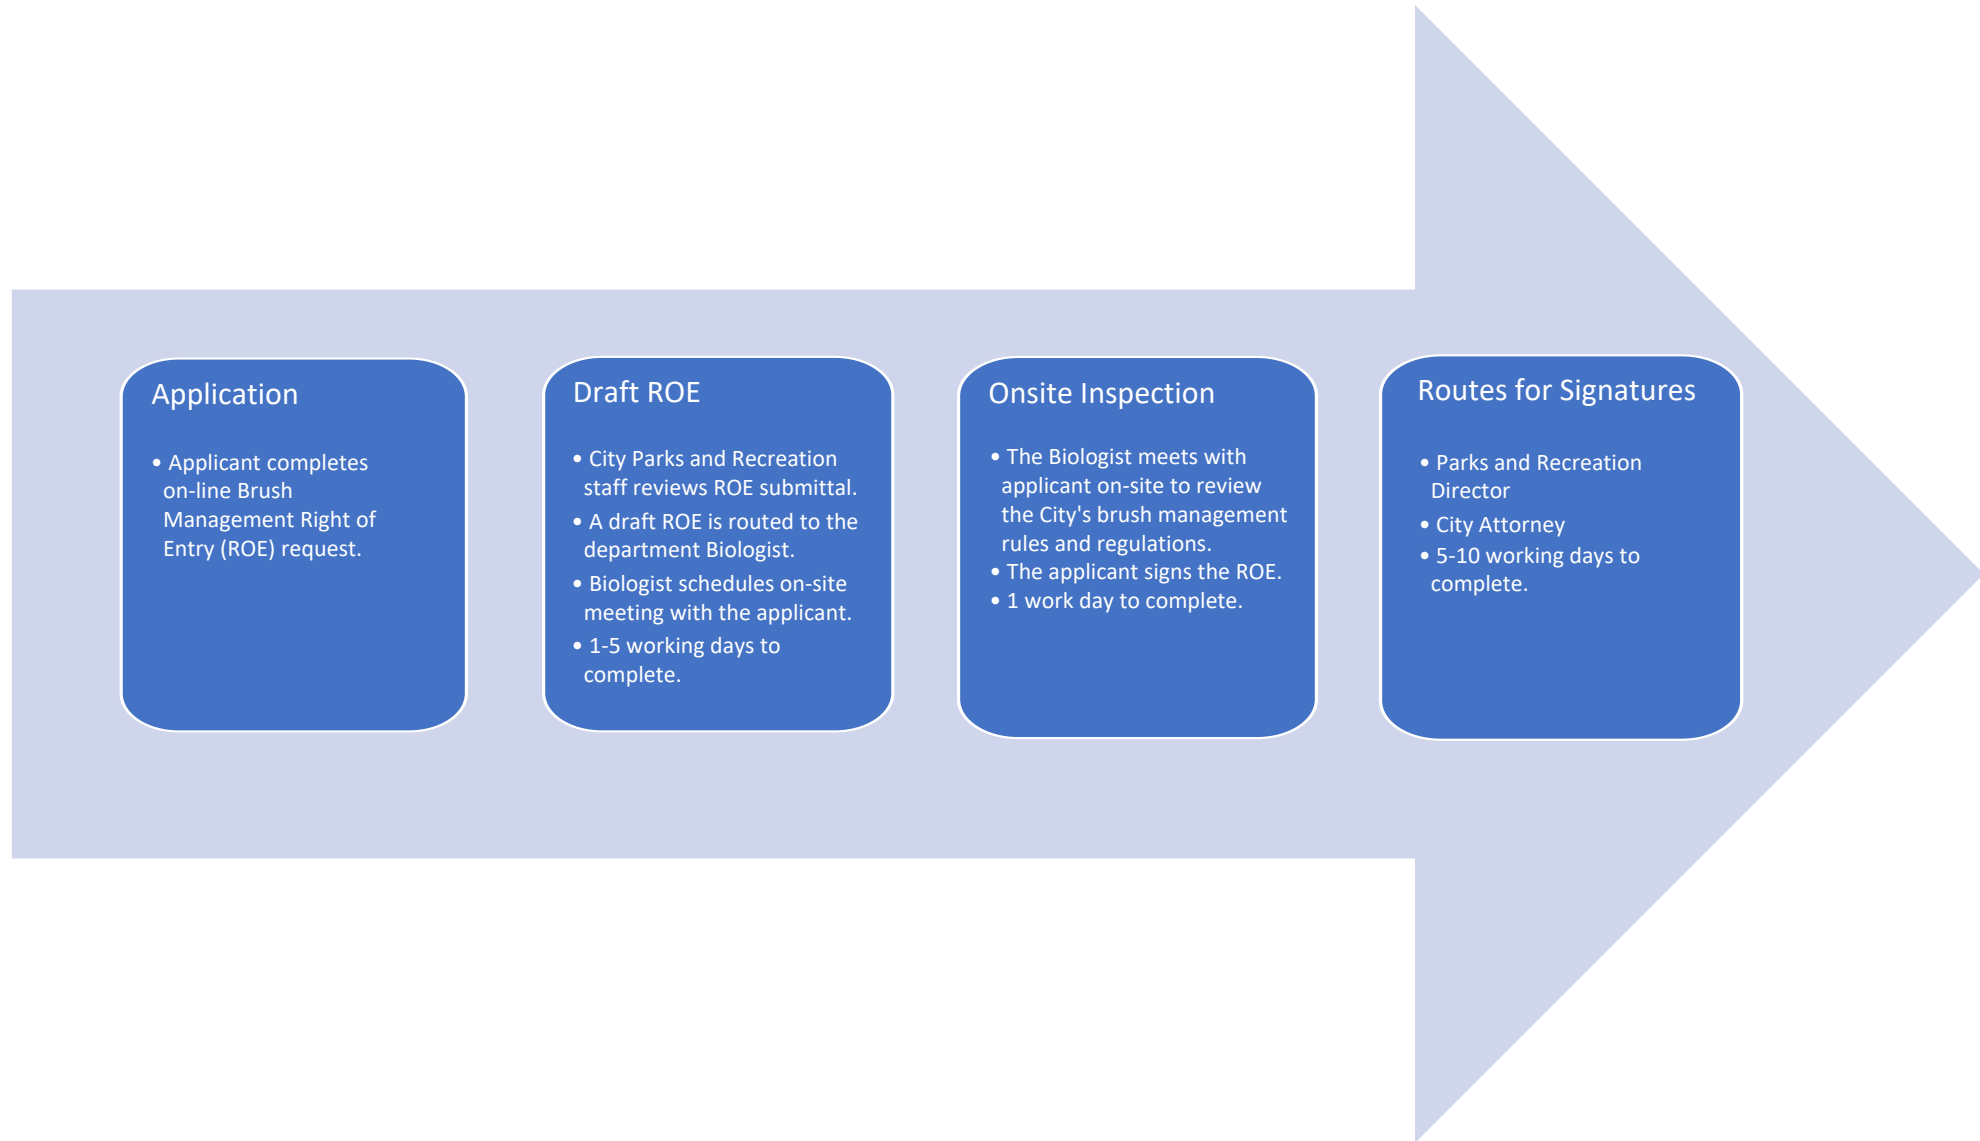 Application
• Applicant completes
on-line Brush
Management Right of
Entry (ROE) request.
Draft ROE
• City Parks and Recreation
staff reviews ROE submittal.
• A draft ROE is routed to the
department Biologist.
• Biologist schedules on-site
meeting with the applicant.
• 1-5 working days to
complete.
Onsite Inspection
• The Biologist meets with
applicant on-site to review
the City's brush management
rules and regulations.
• The applicant signs the ROE.
• 1 work day to complete.
Routes for Signatures
• Parks and Recreation
Director
• City Attorney
• 5-10 working days to
complete.